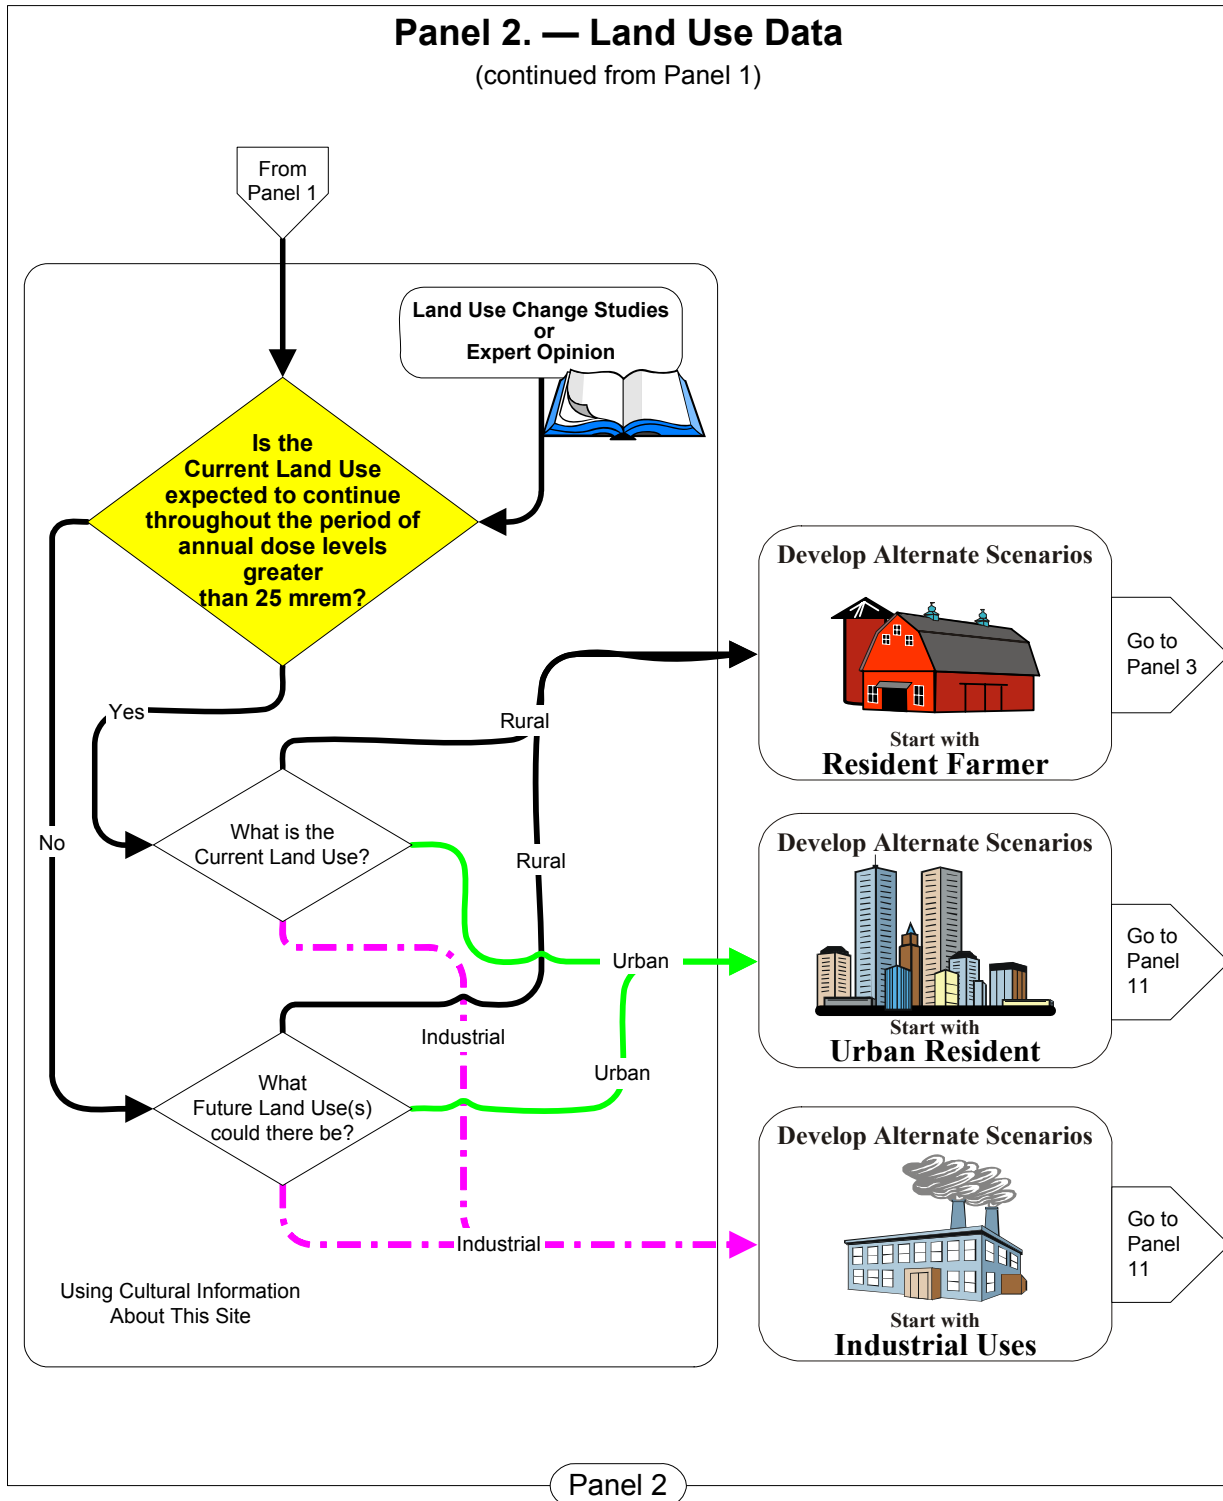 Panel 2. — Land Use Data
(continued from Panel 1)
From
Panel 1
Land Use Change Studies
or
Expert Opinion
Is the
Current Land Use
expected to continue
throughout the period of
annual dose levels
greater
than 25 mrem?
Yes
No
What is the
Current Land Use?
Rural
Rural
Urban
Industrial
Urban
What
Future Land Use(s)
could there be?
Industrial
Using Cultural Information
About This Site
Develop Alternate Scenarios
Start with
Resident Farmer
Go to
Panel 3
Develop Alternate Scenarios
Start with
Urban Resident
Go to
Panel
11
Develop Alternate Scenarios
Start with
Industrial Uses
Go to
Panel
11
Panel 2